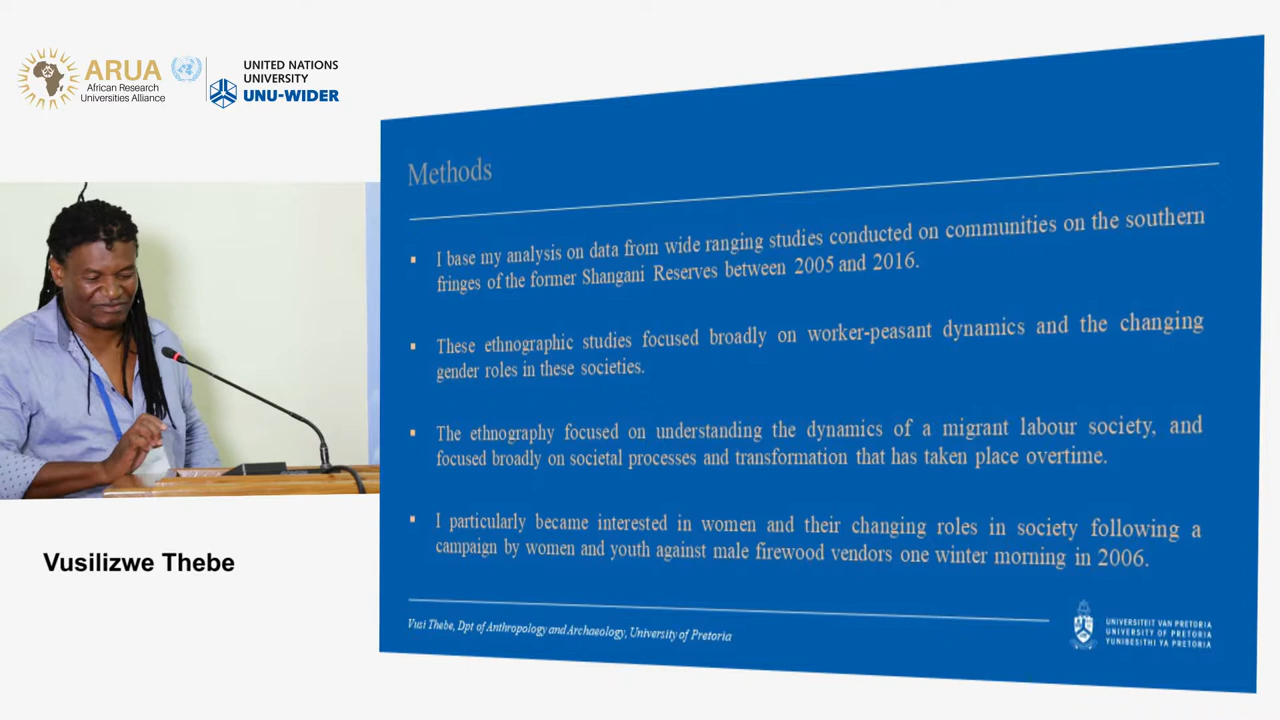 ARUA
African Research
Universities Alliance
UNITED NATIONS
UNIVERSITY
UNU-WIDER
Methods
▪ I base my analysis on data from wide ranging studies conducted on communities on the southern
fringes of the former Shangani Reserves between 2005 and 2016.
▪ These ethnographic studies focused broadly on worker-peasant dynamics and the changing
gender roles in these societies.
▪ The ethnography focused on understanding the dynamics of a migrant labour society, and
focused broadly on societal processes and transformation that has taken place overtime.
▪ I particularly became interested in women and their changing roles in society following a
campaign by women and youth against male firewood vendors one winter morning in 2006.
Vusi Thebe, Dpt of Anthropology and Archaeology, University of Pretoria
UNIVERSITEIT VAN PRETORIA
UNIVERSITY OF PRETORIA
YUNIBESITHI YA PRETORIA
Vusilizwe Thebe